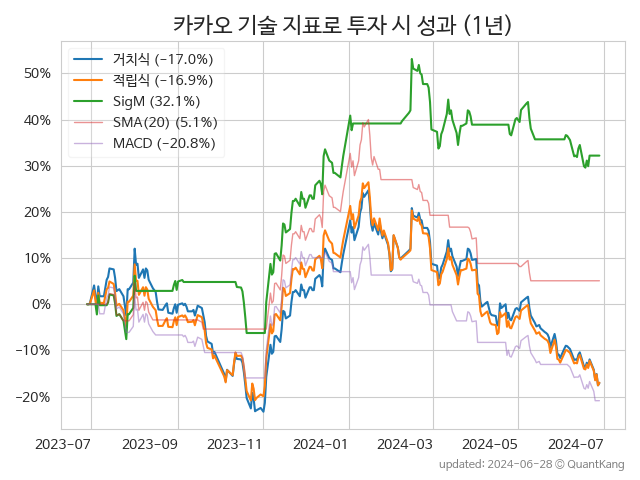 카카오 기술 지표로 투자 시 성과 (1년)
거치식 (−17.0%)
적립식 (−16.9%)
SigM (32.1%)
SMA(20) (5.1%)
MACD (−20.8%)
50%
40%
30%
20%
10%
0%
−10%
−20%
2023-07 2023-09 2023-11 2024-01 2024-03 2024-05 2024-07
updated: 2024-06-28 © QuantKang